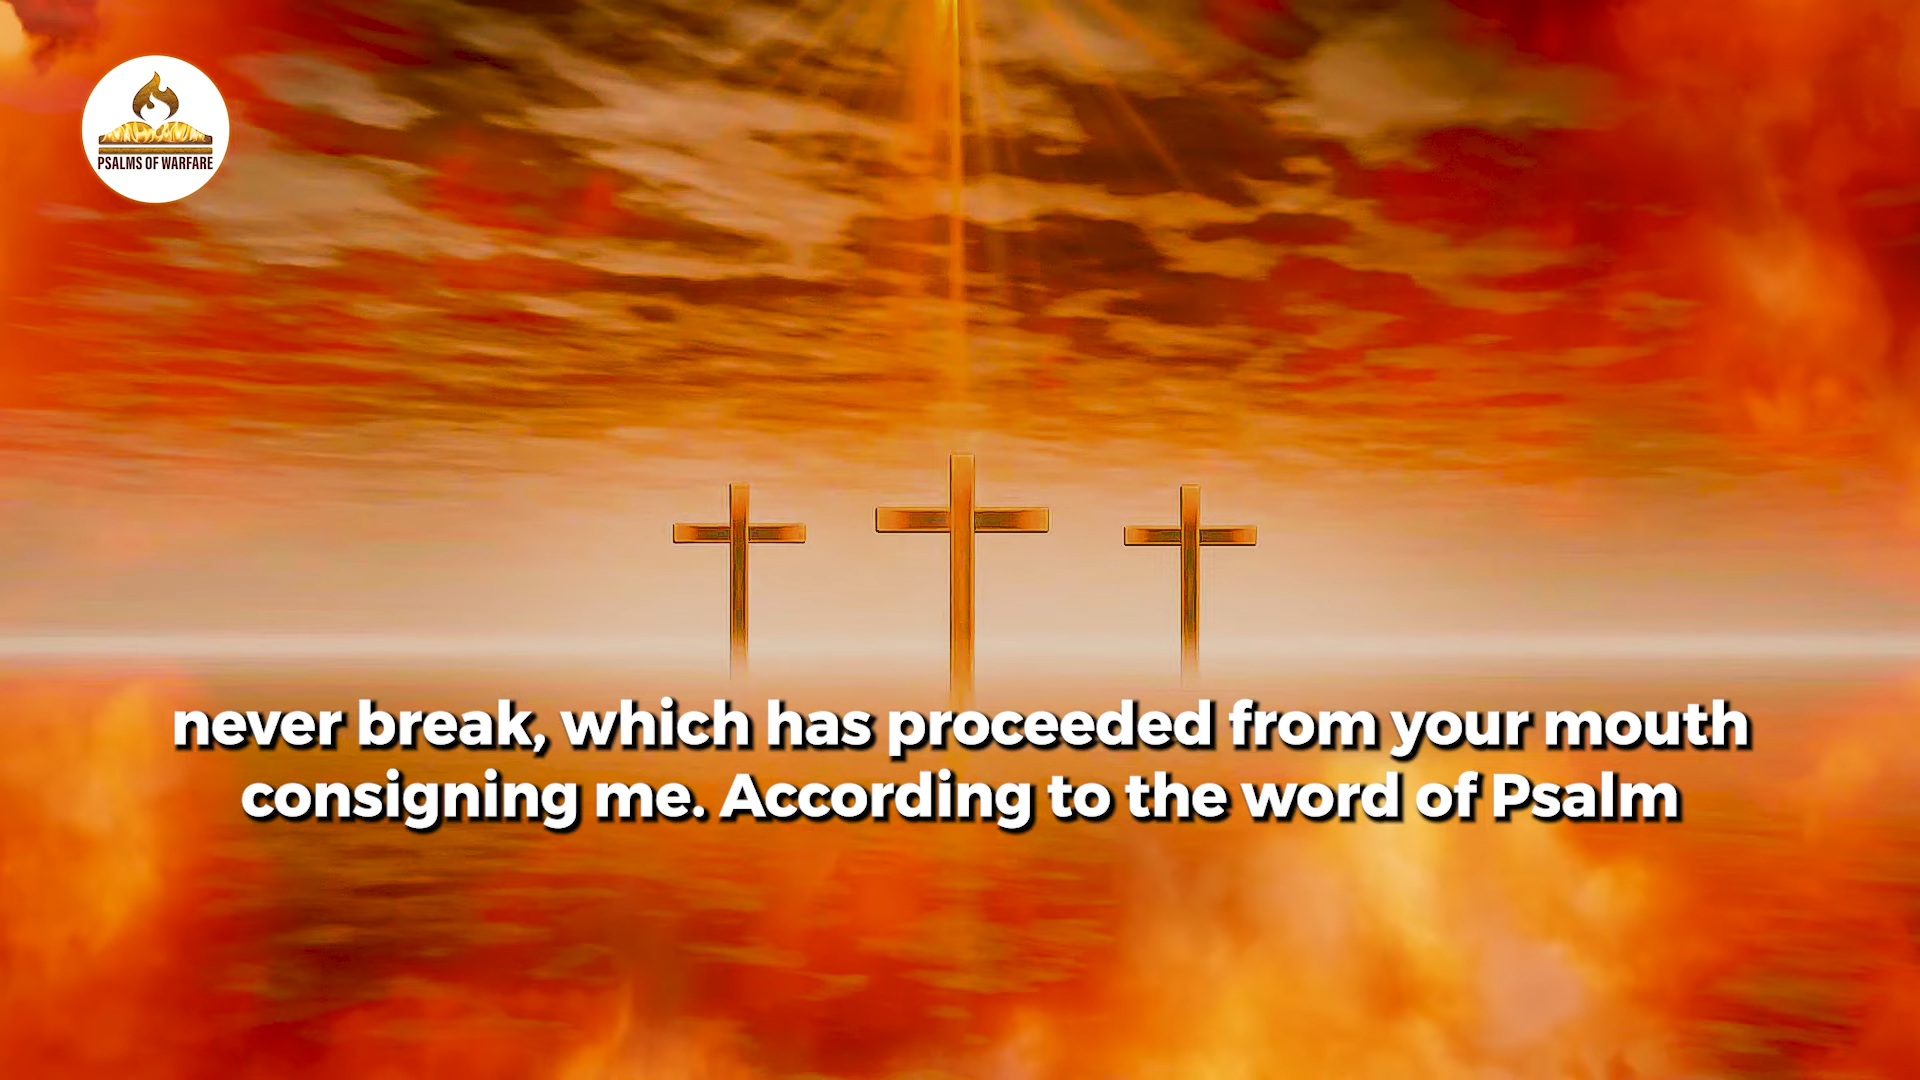 PSALMS OF WARFARE
never break, which has proceeded from your mouth
consigning me. According to the word of Psalm